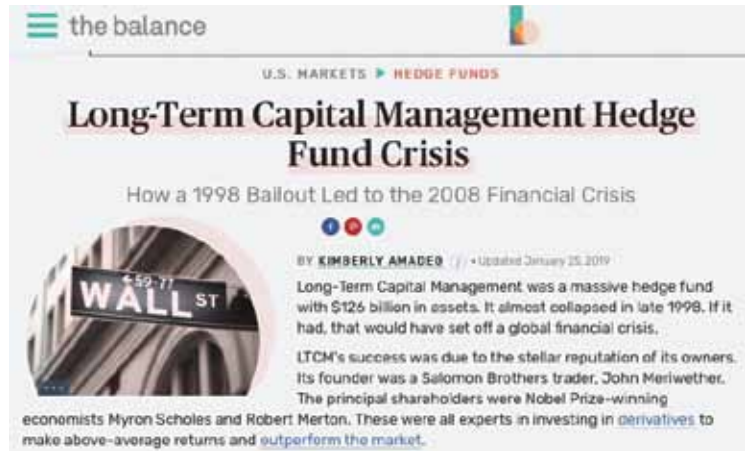 the balance
U.S. MARKETS ▶ HEDGE FUNDS
Long-Term Capital Management Hedge
Fund Crisis
How a 1998 Bailout Led to the 2008 Financial Crisis
BY KIMBERLY AMADEO • Updated January 25, 2019
Long-Term Capital Management was a massive hedge fund
with $126 billion in assets. It almost collapsed in late 1998. If it
had, that would have set off a global financial crisis.
LTCM's success was due to the stellar reputation of its owners.
Its founder was a Salomon Brothers trader, John Meriwether.
The principal shareholders were Nobel Prize-winning
economists Myron Scholes and Robert Merton. These were all experts in investing in derivatives to
make above-average returns and outperform the market.
59-77
WALL ST